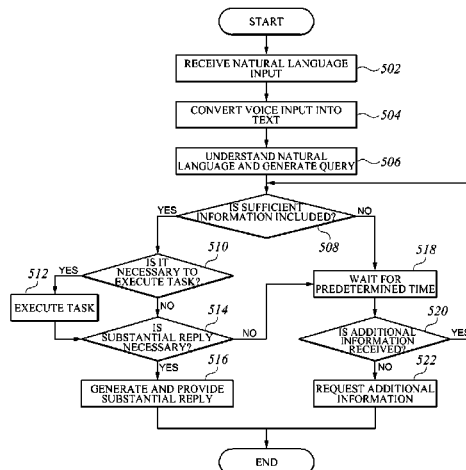 START
RECEIVE NATURAL LANGUAGE
INPUT
502
CONVERT VOICE INPUT INTO
TEXT
504
UNDERSTAND NATURAL
LANGUAGE AND GENERATE QUERY
506
IS SUFFICIENT
INFORMATION INCLUDED?
YES
NO
508
IS IT
NECESSARY TO
EXECUTE TASK?
510
YES
NO
512
EXECUTE TASK
WAIT FOR
PREDETERMINED TIME
518
IS
SUBSTANTIAL REPLY
NECESSARY?
514
NO
YES
IS ADDITIONAL
INFORMATION
RECEIVED?
520
YES
NO
GENERATE AND PROVIDE
SUBSTANTIAL REPLY
516
REQUEST ADDITIONAL
INFORMATION
522
END